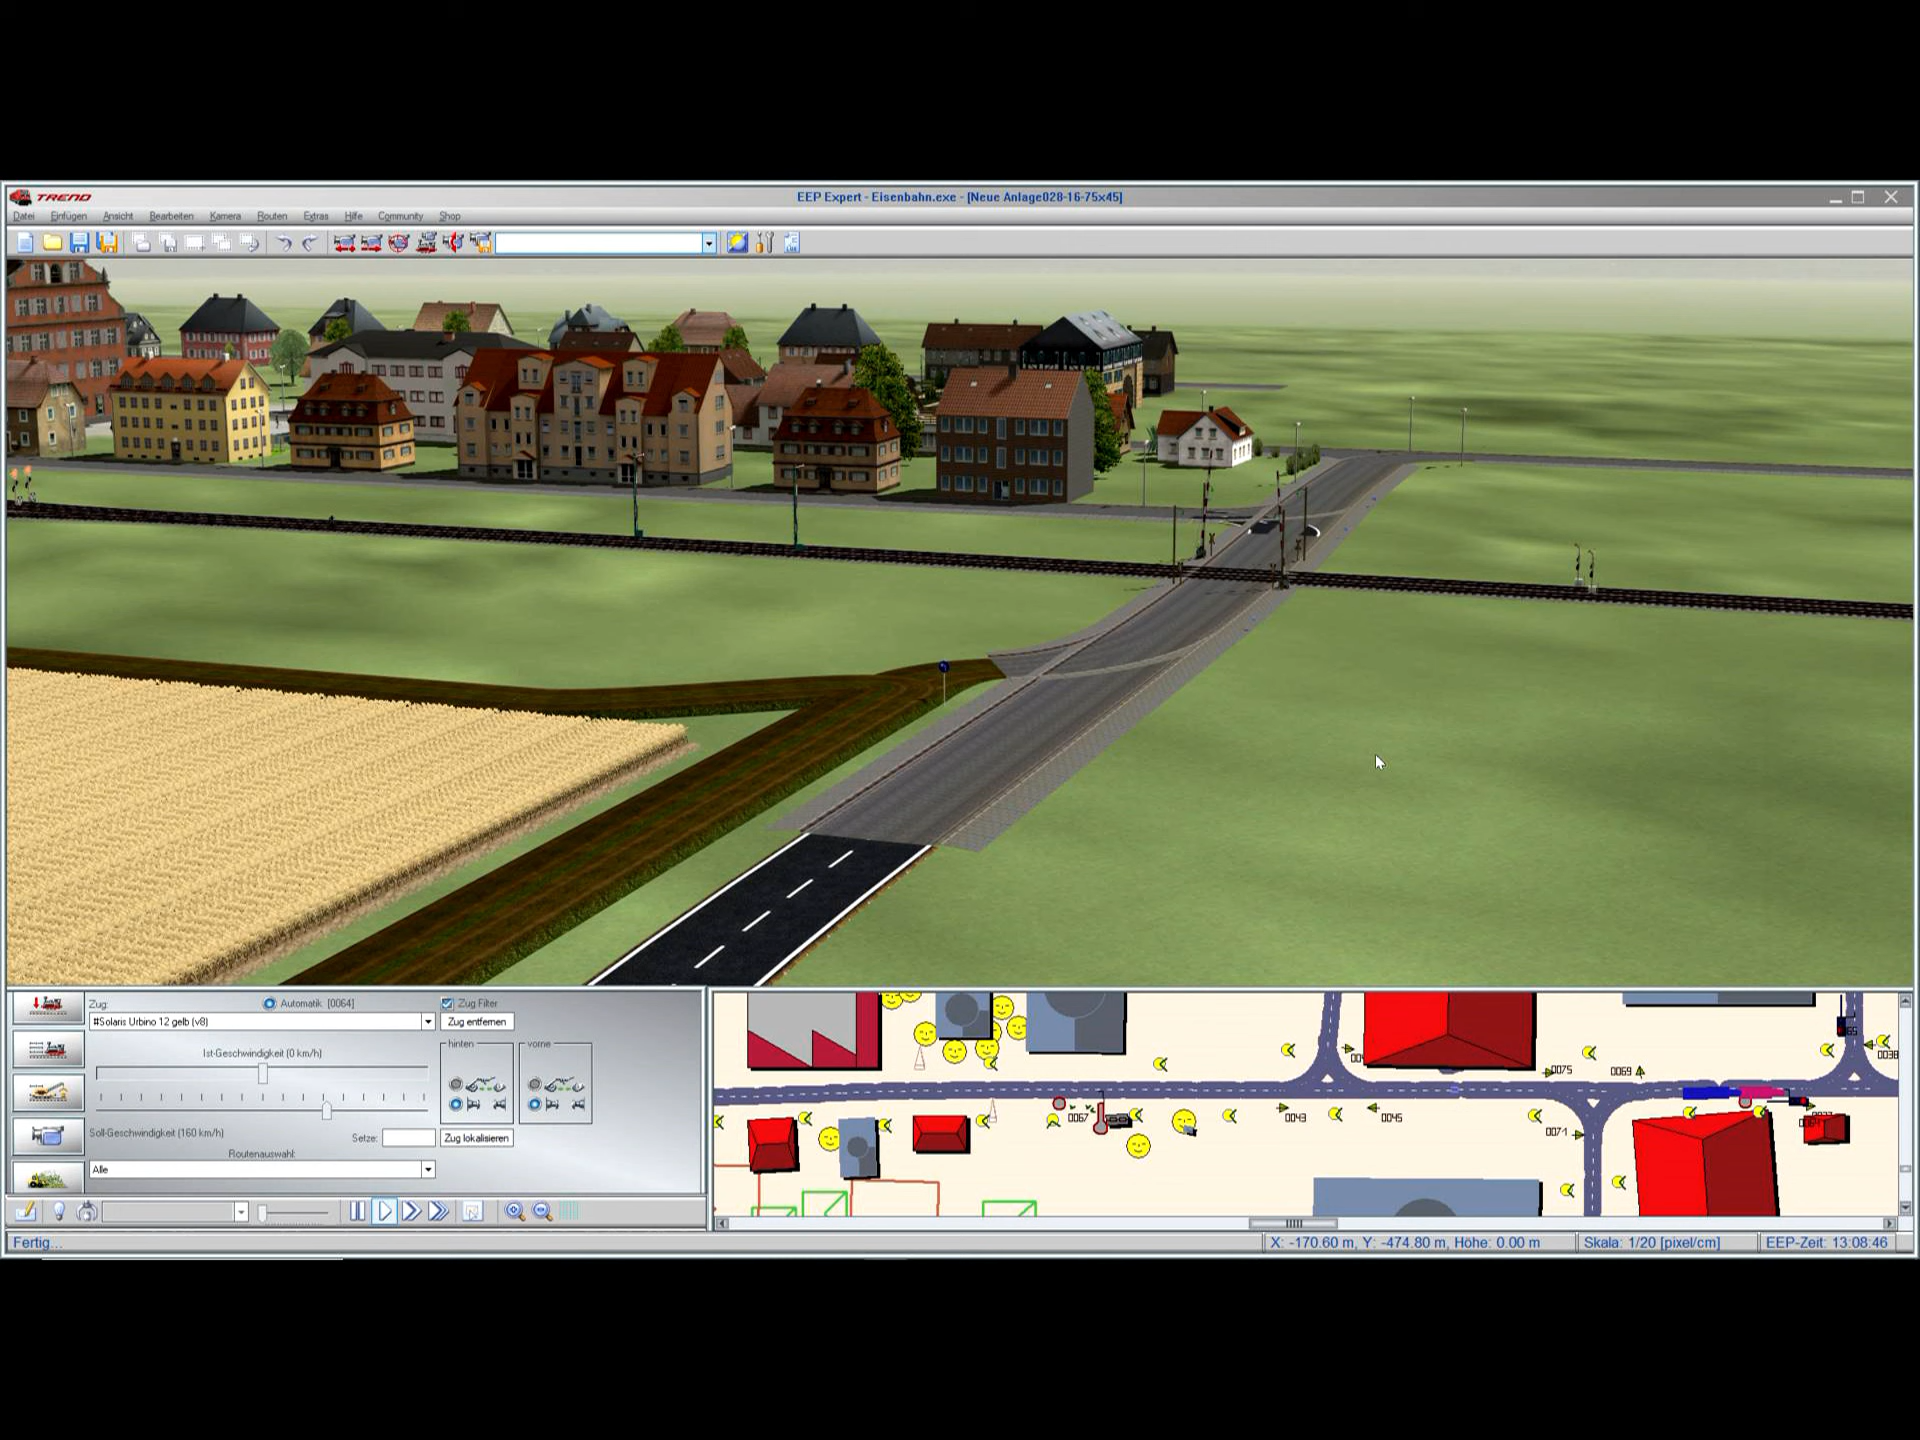 TREND
EEP Expert - Eisenbahn.exe - [Neue Anlage028-16-75x45]
Datei Einfügen Ansicht Bearbeiten Kamera Routen Extras Hilfe Community Shop
Zug:
Automatik [0064]
Zug Filter
#Solaris Urbino 12 gelb (v8)
Zug entfernen
Ist-Geschwindigkeit (0 km/h)
hinten
vorne
Soll-Geschwindigkeit (160 km/h)
Setze:
Zug lokalisieren
Routenauswahl:
Alle
0038
0075
0069
0067
0043
0045
0071
Fertig...
X: -170.60 m, Y: -474.80 m, Höhe: 0.00 m
Skala: 1/20 [pixel/cm]
EEP-Zeit: 13:08:46